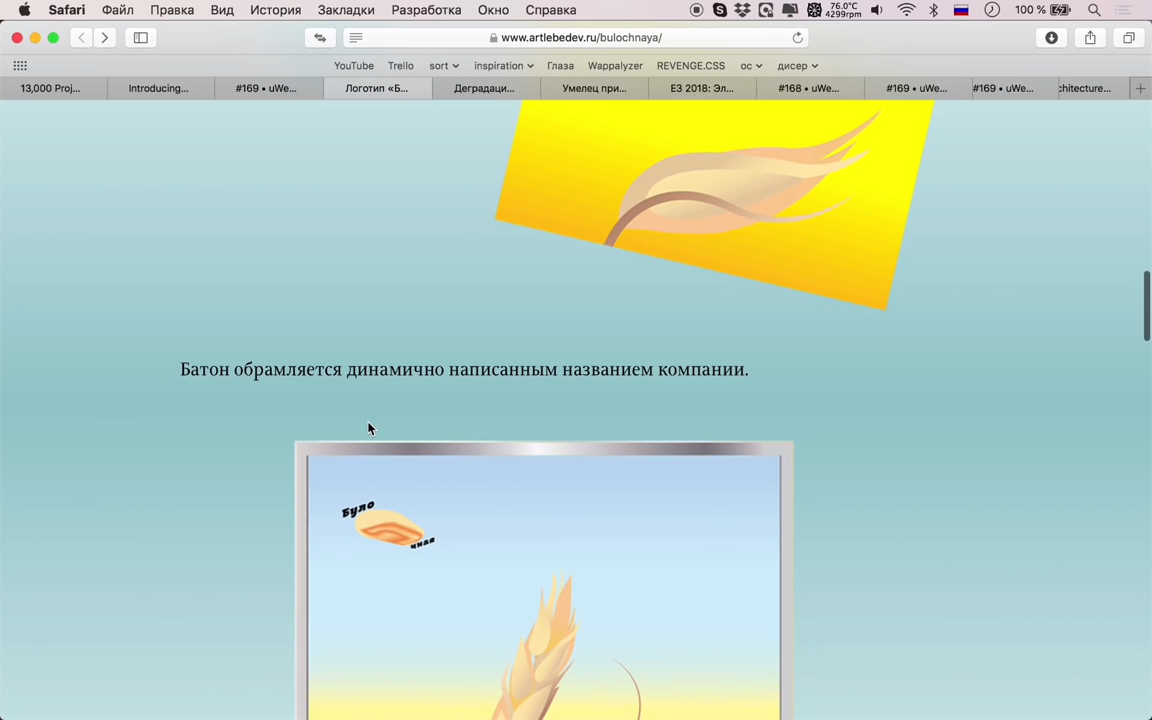 Safari Файл Правка Вид История Закладки Разработка Окно Справка 76.0°C 4299rpm 100 %
www.artlebedev.ru/bulochnaya/
YouTube Trello sort inspiration Глаза Wappalyzer REVENGE.CSS ос дисер
13,000 Proj... Introducing... #169 • uWe... Логотип «Б... Деградаци... Умелец при... E3 2018: Эл... #168 • uWe... #169 • uWe... #169 • uWe... chitecture...
Батон обрамляется динамично написанным названием компании.
Було
чная